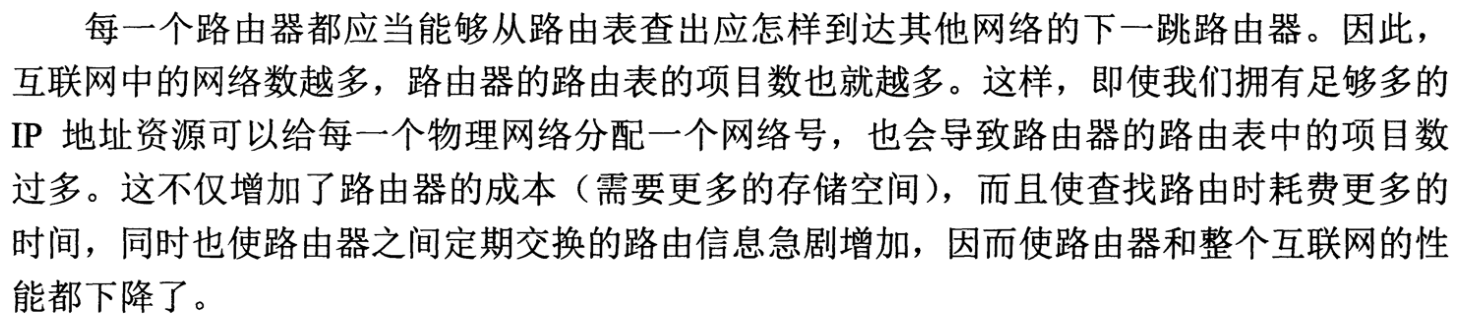 每一个路由器都应当能够从路由表查出应怎样到达其他网络的下一跳路由器。因此，
互联网中的网络数越多，路由器的路由表的项目数也就越多。这样，即使我们拥有足够多的
IP 地址资源可以给每一个物理网络分配一个网络号，也会导致路由器的路由表中的项目数
过多。这不仅增加了路由器的成本（需要更多的存储空间），而且使查找路由时耗费更多的
时间，同时也使路由器之间定期交换的路由信息急剧增加，因而使路由器和整个互联网的性
能都下降了。